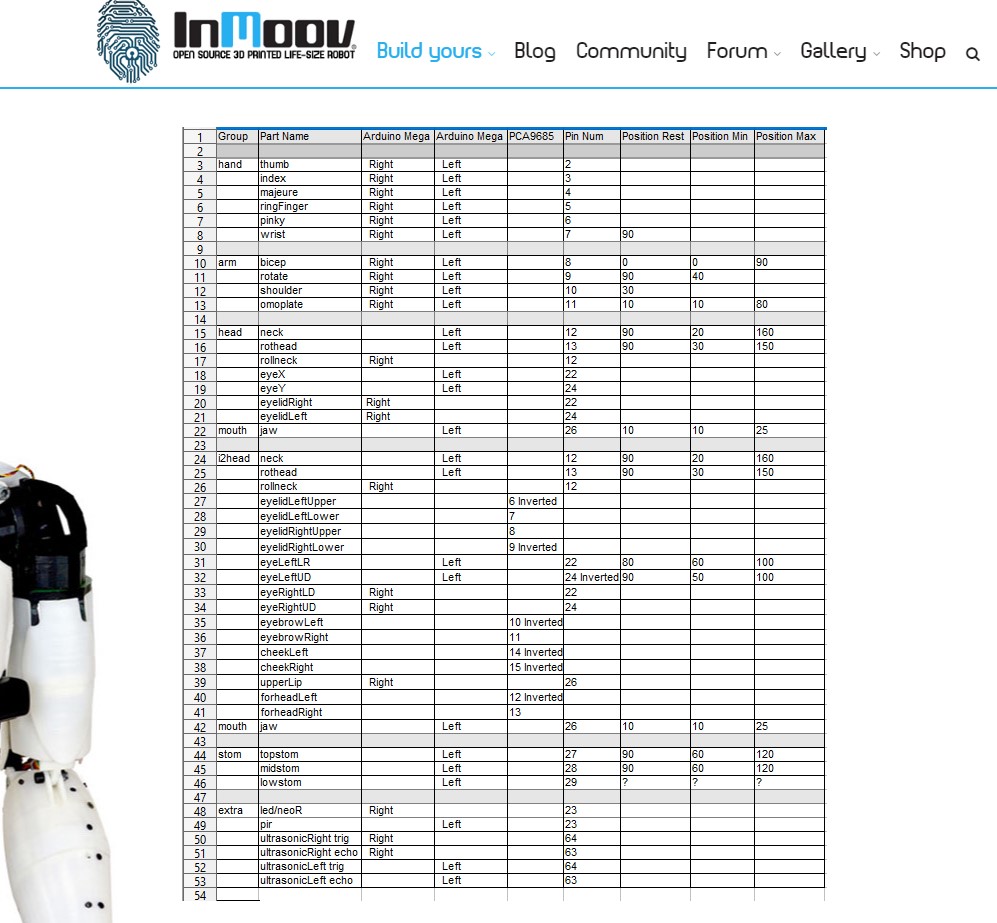 InMoov
OPEN SOURCE 3D PRINTED LIFE-SIZE ROBOT
Build yours Blog Community Forum Gallery Shop
1 Group Part Name Arduino Mega Arduino Mega PCA9685 Pin Num Position Rest Position Min Position Max
2
3 hand thumb Right Left 2
4 index Right Left 3
5 majeure Right Left 4
6 ringFinger Right Left 5
7 pinky Right Left 6
8 wrist Right Left 7 90
9
10 arm bicep Right Left 8 0 0 90
11 rotate Right Left 9 90 40
12 shoulder Right Left 10 30
13 omoplate Right Left 11 10 10 80
14
15 head neck Left 12 90 20 160
16 rothead Left 13 90 30 150
17 rollneck Right 12
18 eyeX Left 22
19 eyeY Left 24
20 eyelidRight Right 22
21 eyelidLeft Right 24
22 mouth jaw Left 26 10 10 25
23
24 i2head neck Left 12 90 20 160
25 rothead Left 13 90 30 150
26 rollneck Right 12
27 eyelidLeftUpper 6 Inverted
28 eyelidLeftLower 7
29 eyelidRightUpper 8
30 eyelidRightLower 9 Inverted
31 eyeLeftLR Left 22 80 60 100
32 eyeLeftUD Left 24 Inverted 90 50 100
33 eyeRightLD Right 22
34 eyeRightUD Right 24
35 eyebrowLeft 10 Inverted
36 eyebrowRight 11
37 cheekLeft 14 Inverted
38 cheekRight 15 Inverted
39 upperLip Right 26
40 forheadLeft 12 Inverted
41 forheadRight 13
42 mouth jaw Left 26 10 10 25
43
44 stom topstom Left 27 90 60 120
45 midstom Left 28 90 60 120
46 lowstom Left 29 ? ? ?
47
48 extra led/neoR Right 23
49 pir Left 23
50 ultrasonicRight trig Right 64
51 ultrasonicRight echo Right 63
52 ultrasonicLeft trig Left 64
53 ultrasonicLeft echo Left 63
54